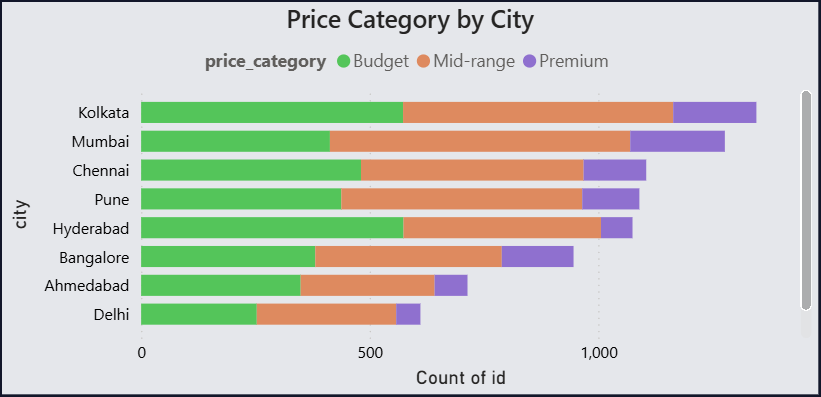 Price Category by City
price_category Budget Mid-range Premium
Kolkata
Mumbai
Chennai
Pune
Hyderabad
Bangalore
Ahmedabad
Delhi
city
0 500 1,000
Count of id